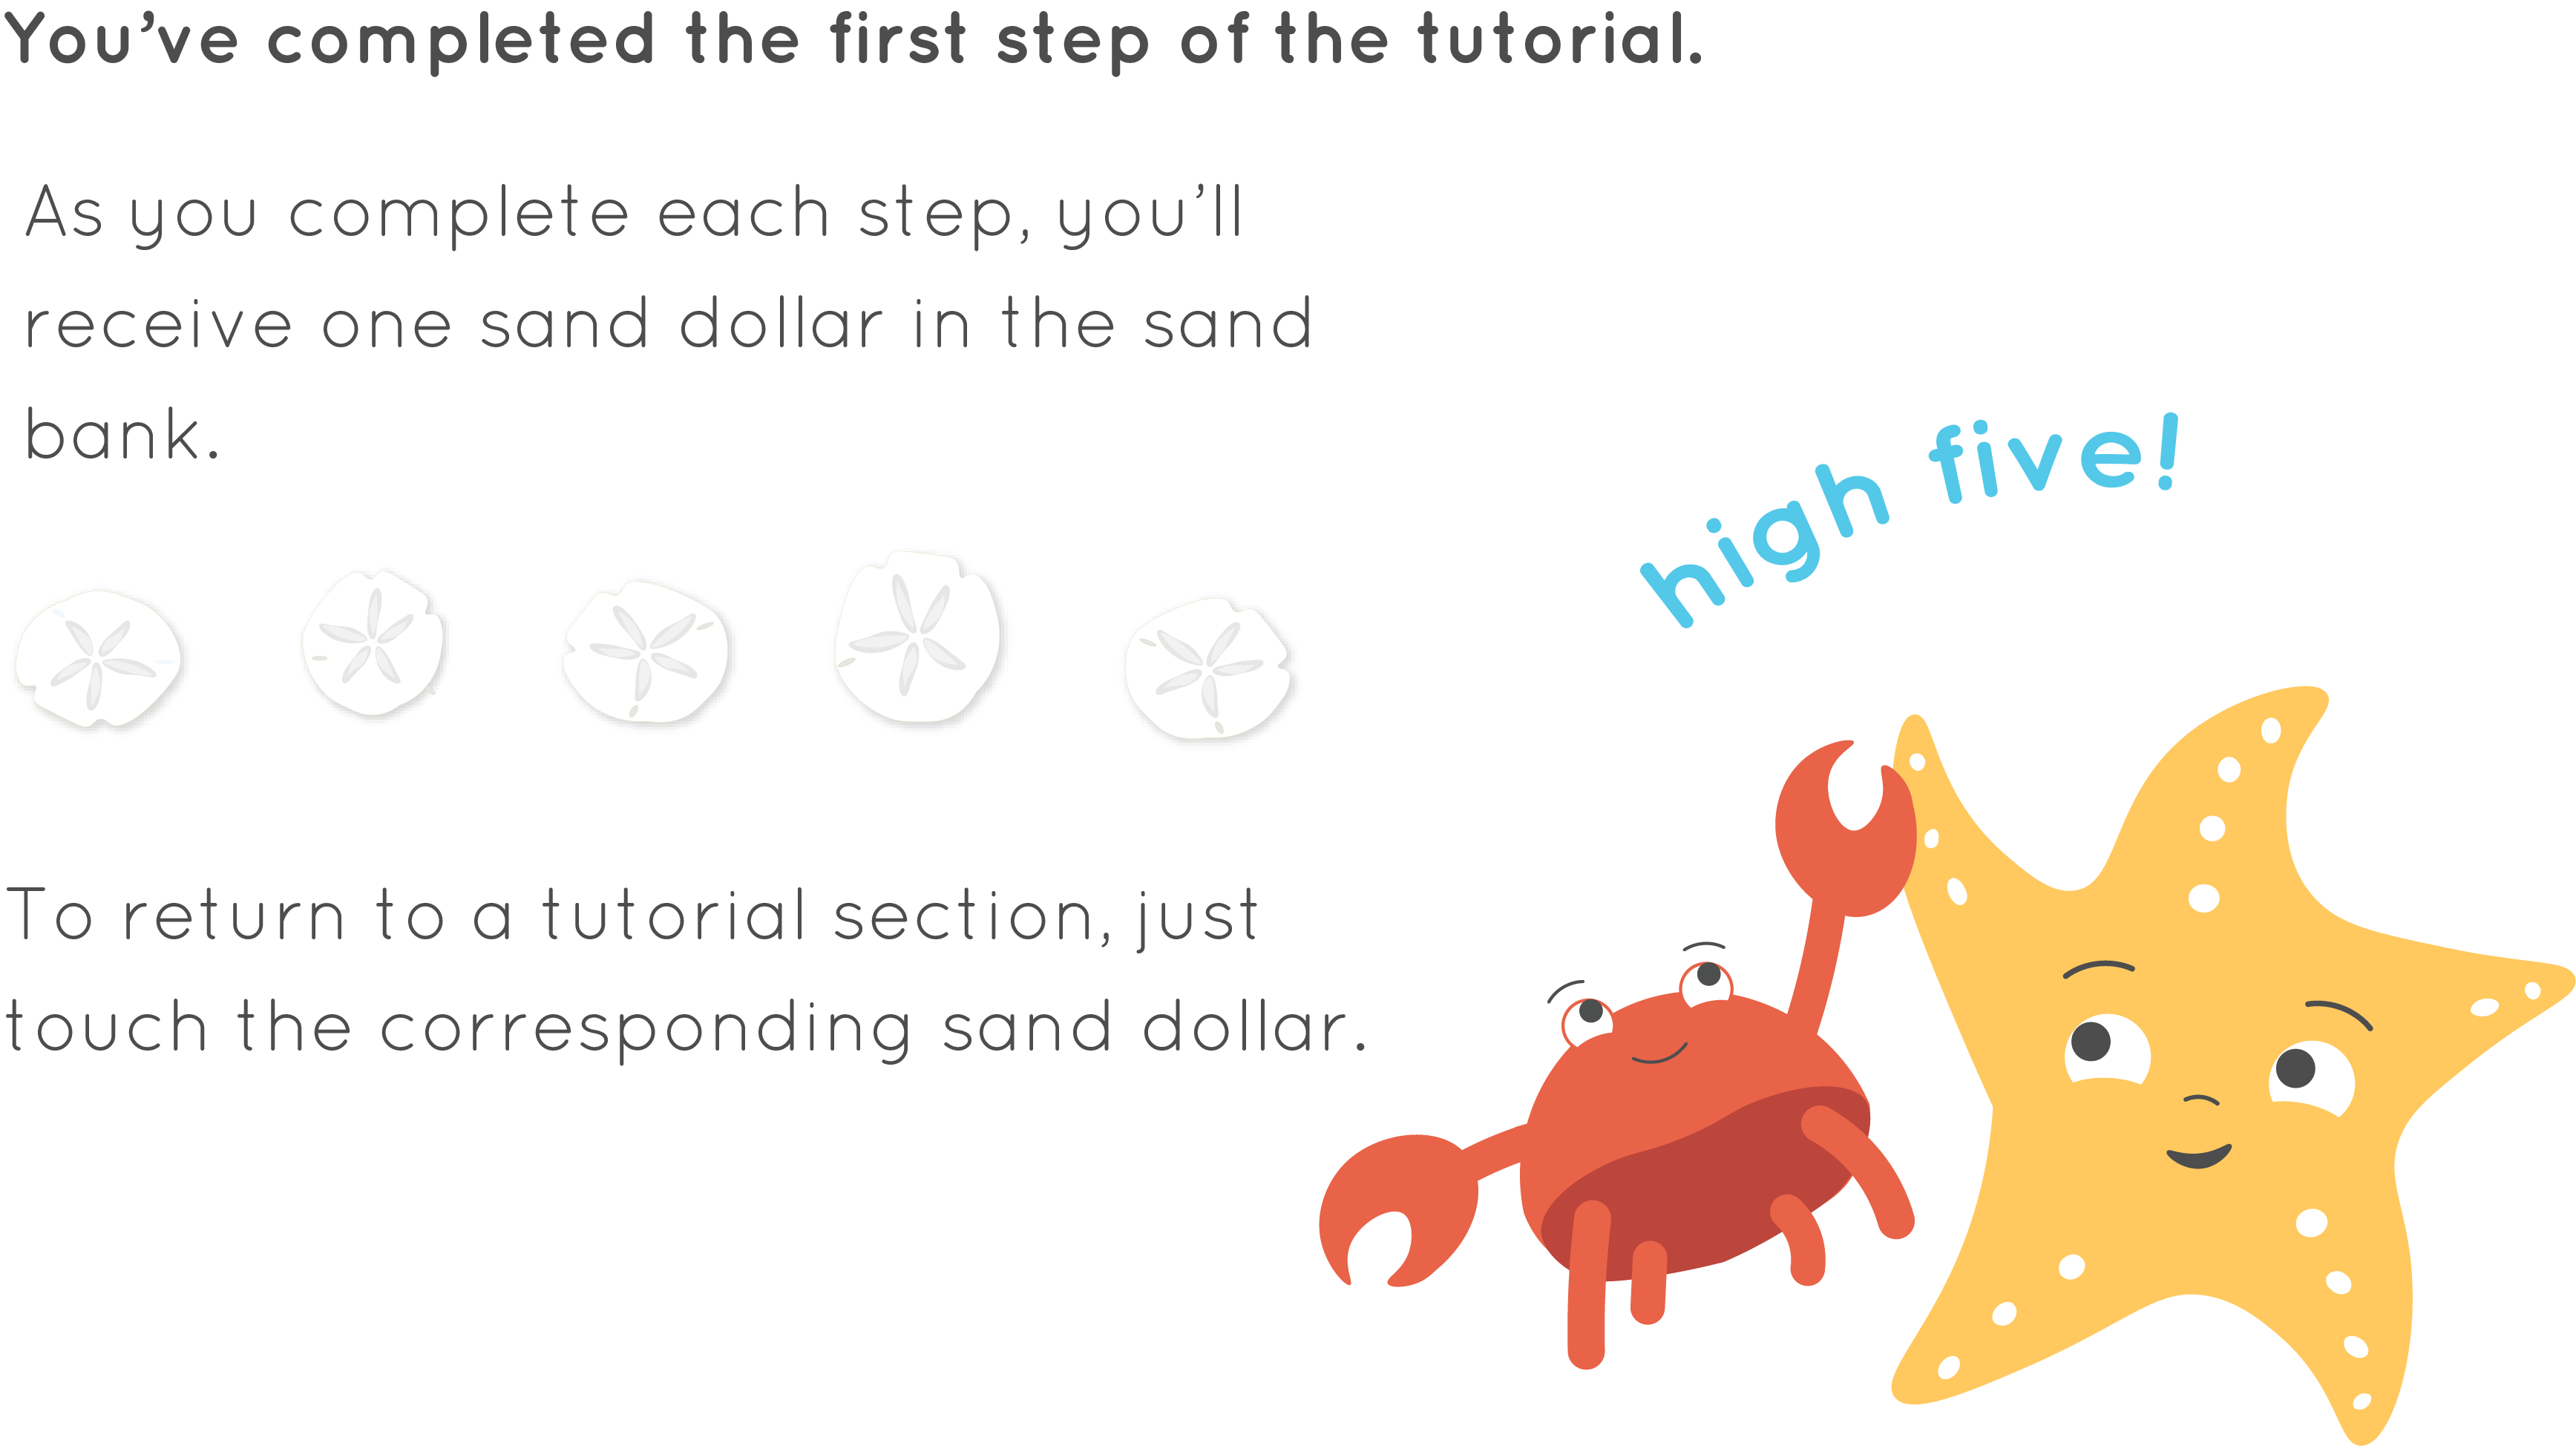 You’ve completed the first step of the tutorial.
As you complete each step, you’ll
receive one sand dollar in the sand
bank.
high five!
To return to a tutorial section, just
touch the corresponding sand dollar.